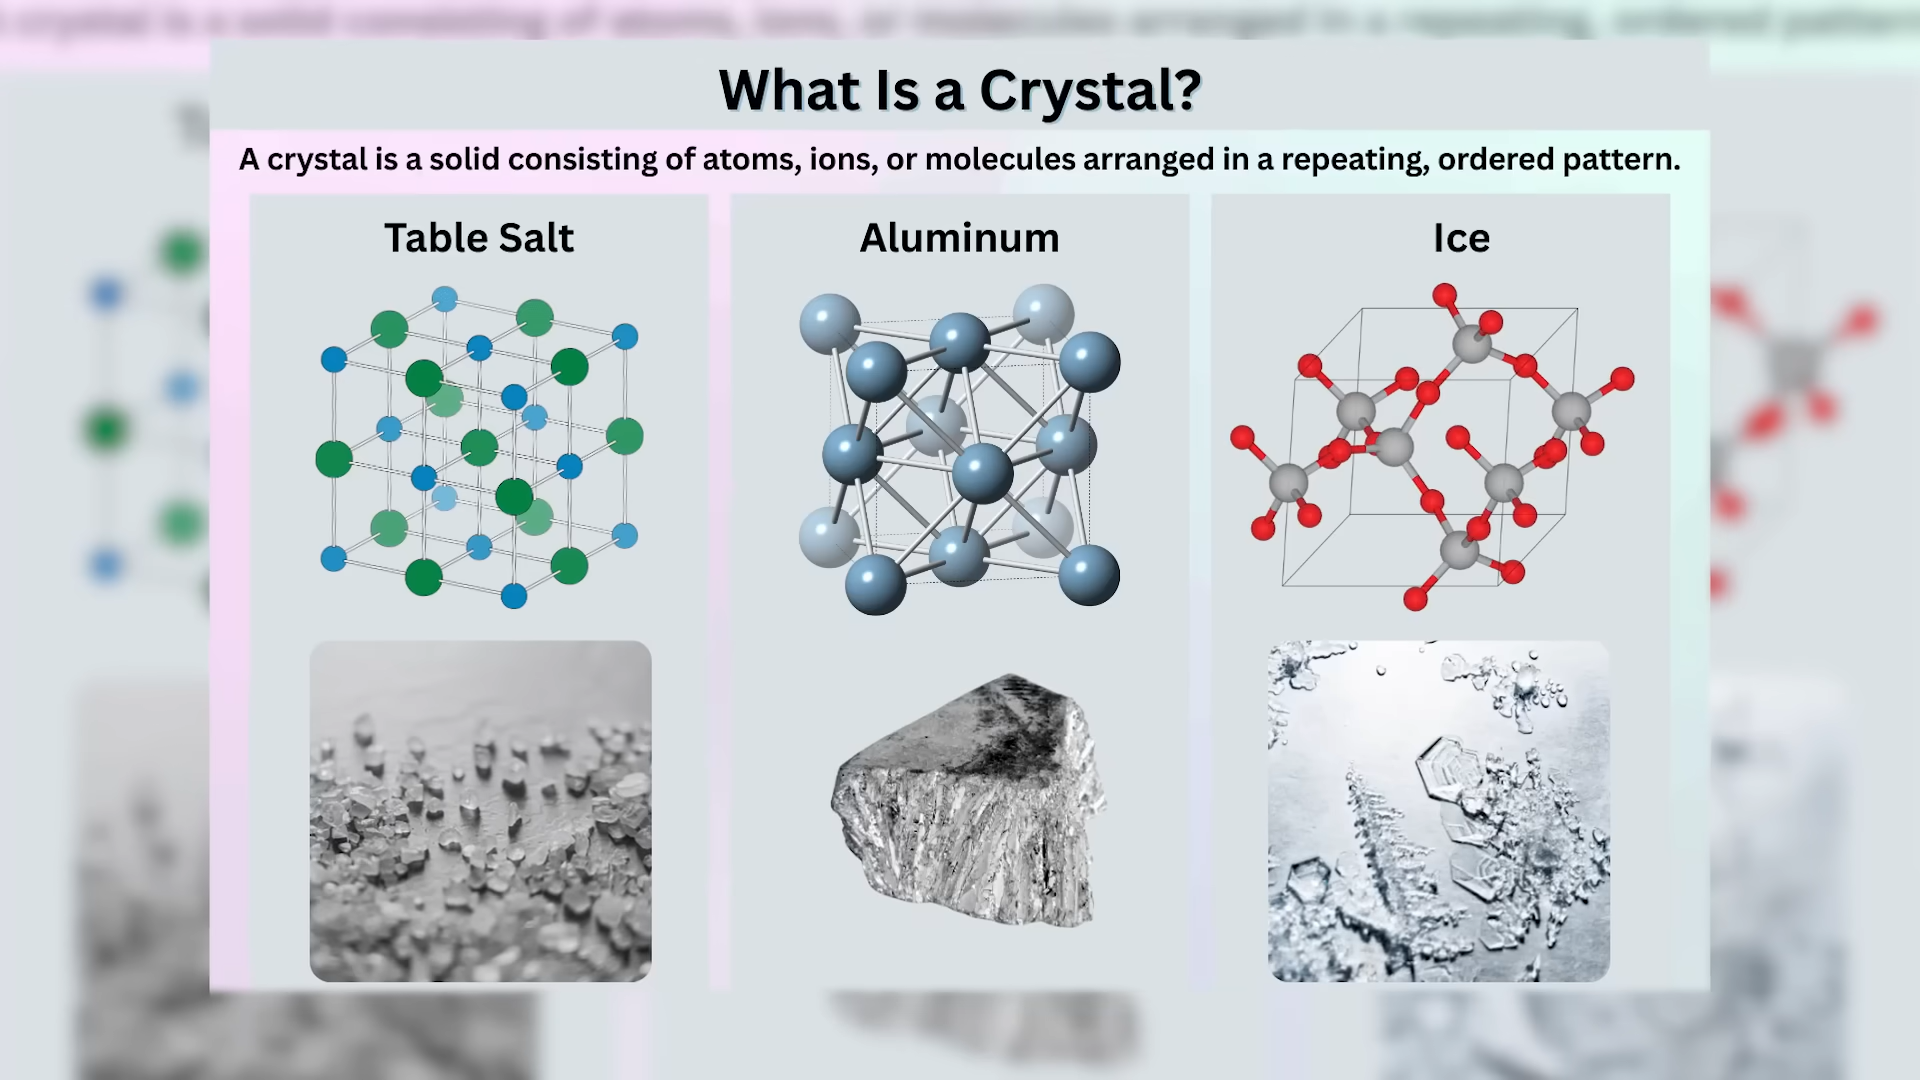 What Is a Crystal?
A crystal is a solid consisting of atoms, ions, or molecules arranged in a repeating, ordered pattern.
Table Salt
Aluminum
Ice